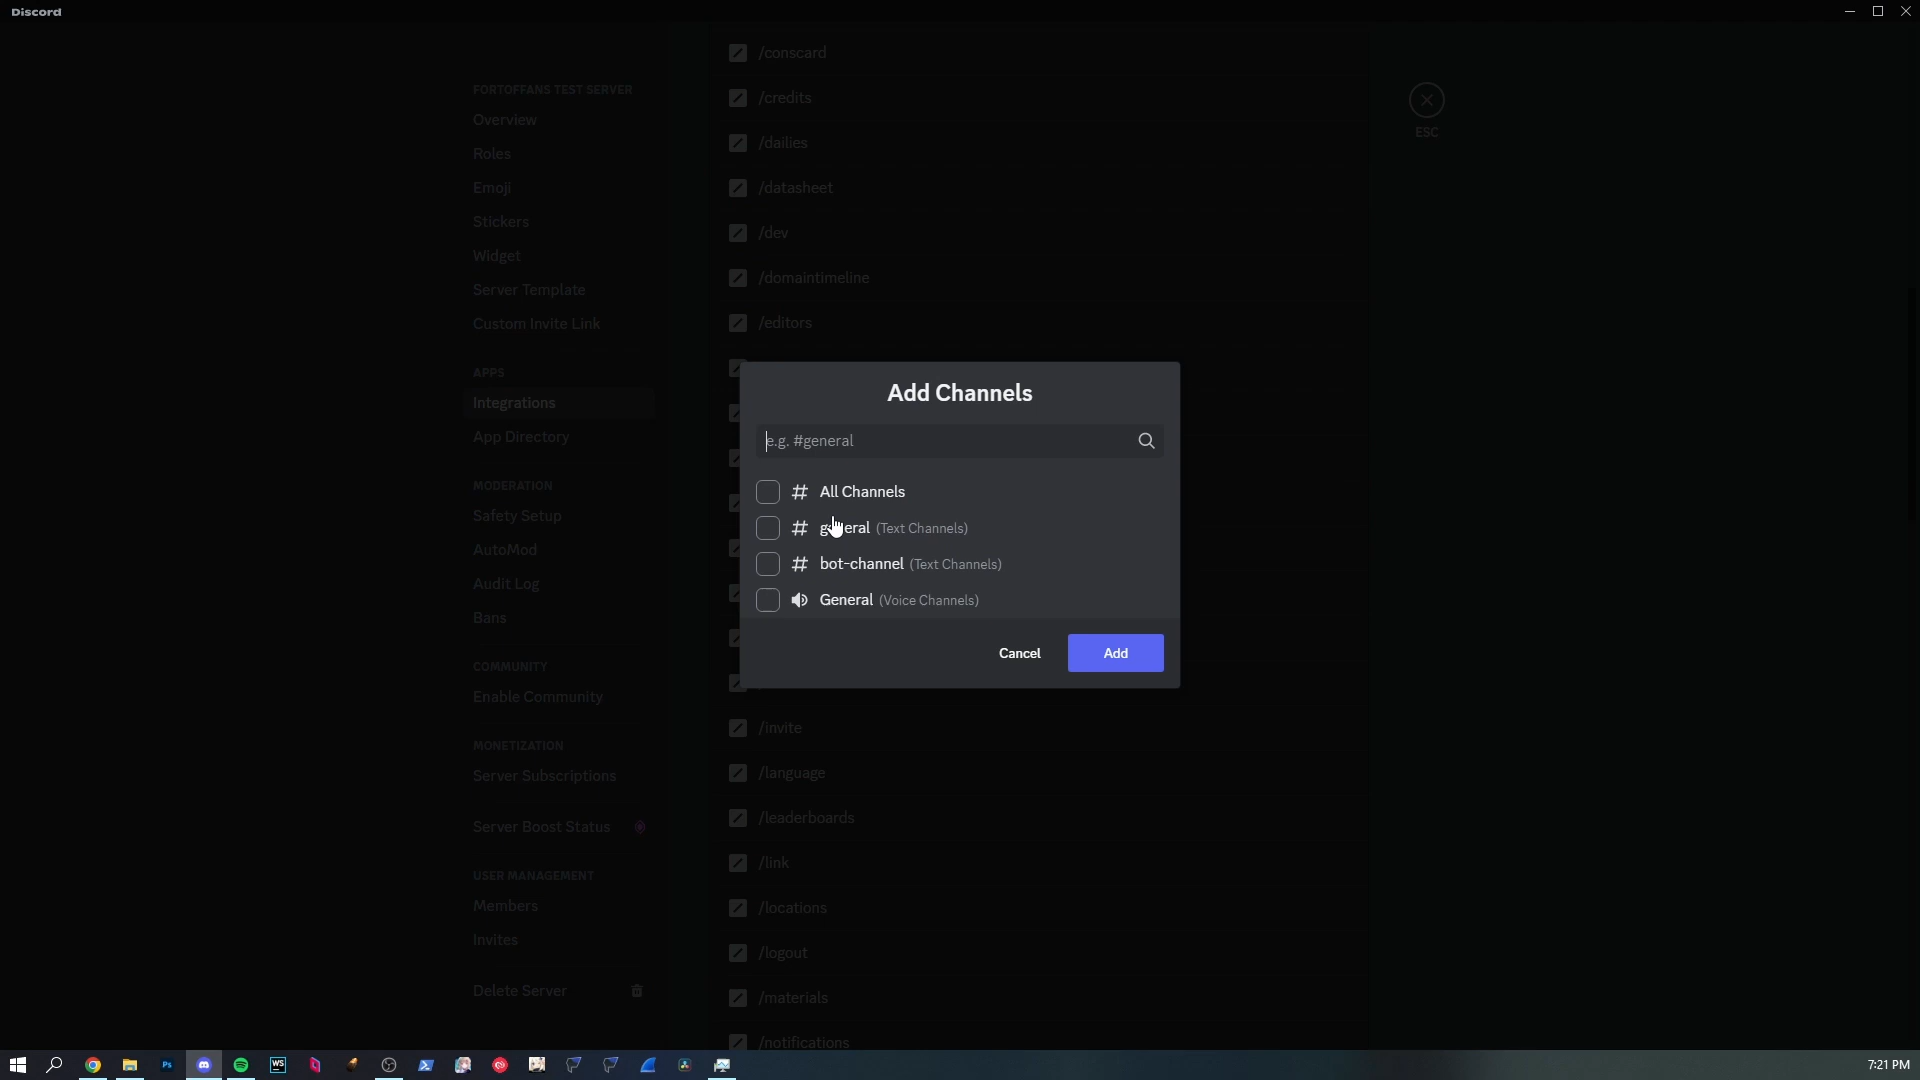 Discord
FORTOFFANS TEST SERVER
Overview
Roles
Emoji
Stickers
Widget
Server Template
Custom Invite Link
APPS
Integrations
App Directory
MODERATION
Safety Setup
AutoMod
Audit Log
Bans
COMMUNITY
Enable Community
MONETIZATION
Server Subscriptions
Server Boost Status
USER MANAGEMENT
Members
Invites
Delete Server
/conscard
/credits
/dailies
/datasheet
/dev
/domaintimeline
/editors
Add Channels
e.g. #general
# All Channels
# general (Text Channels)
# bot-channel (Text Channels)
General (Voice Channels)
Cancel
Add
/invite
/language
/leaderboards
/link
/locations
/logout
/materials
/notifications
ESC
Ps
WS
7:21 PM